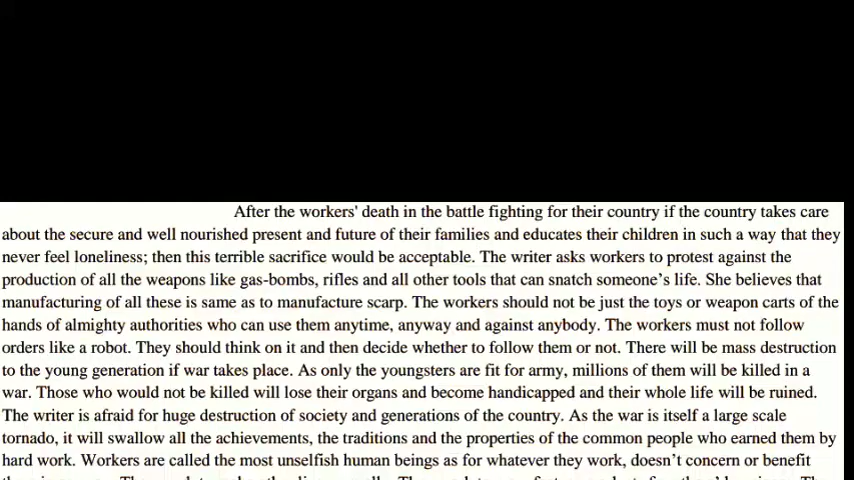 After the workers' death in the battle fighting for their country if the country takes care
about the secure and well nourished present and future of their families and educates their children in such a way that they
never feel loneliness; then this terrible sacrifice would be acceptable. The writer asks workers to protest against the
production of all the weapons like gas-bombs, rifles and all other tools that can snatch someone’s life. She believes that
manufacturing of all these is same as to manufacture scarp. The workers should not be just the toys or weapon carts of the
hands of almighty authorities who can use them anytime, anyway and against anybody. The workers must not follow
orders like a robot. They should think on it and then decide whether to follow them or not. There will be mass destruction
to the young generation if war takes place. As only the youngsters are fit for army, millions of them will be killed in a
war. Those who would not be killed will lose their organs and become handicapped and their whole life will be ruined.
The writer is afraid for huge destruction of society and generations of the country. As the war is itself a large scale
tornado, it will swallow all the achievements, the traditions and the properties of the common people who earned them by
hard work. Workers are called the most unselfish human beings as for whatever they work, doesn’t concern or benefit